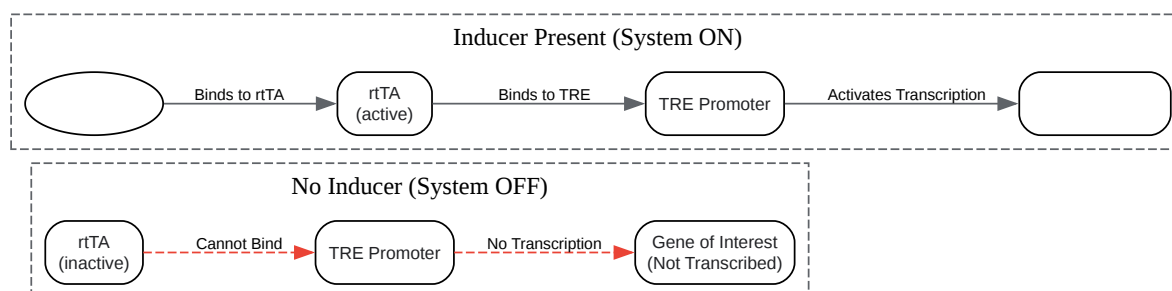 Inducer Present (System ON)
Binds to rtTA
rtTA
(active)
Binds to TRE
TRE Promoter
Activates Transcription
No Inducer (System OFF)
rtTA
(inactive)
Cannot Bind
TRE Promoter
No Transcription
Gene of Interest
(Not Transcribed)